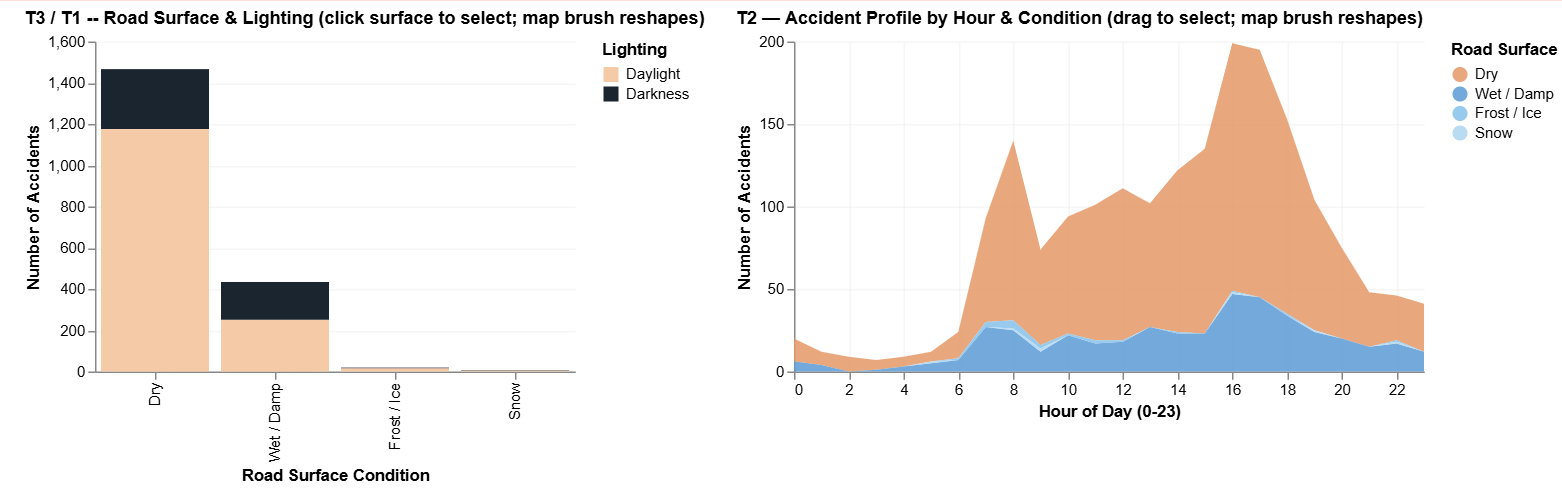 T3 / T1 -- Road Surface & Lighting (click surface to select; map brush reshapes)
1,600
1,400
1,200
1,000
800
600
400
200
0
Number of Accidents
Dry
Wet / Damp
Frost / Ice
Snow
Road Surface Condition
Lighting
Daylight
Darkness
T2 — Accident Profile by Hour & Condition (drag to select; map brush reshapes)
200
150
100
50
0
Number of Accidents
0 2 4 6 8 10 12 14 16 18 20 22
Hour of Day (0-23)
Road Surface
Dry
Wet / Damp
Frost / Ice
Snow